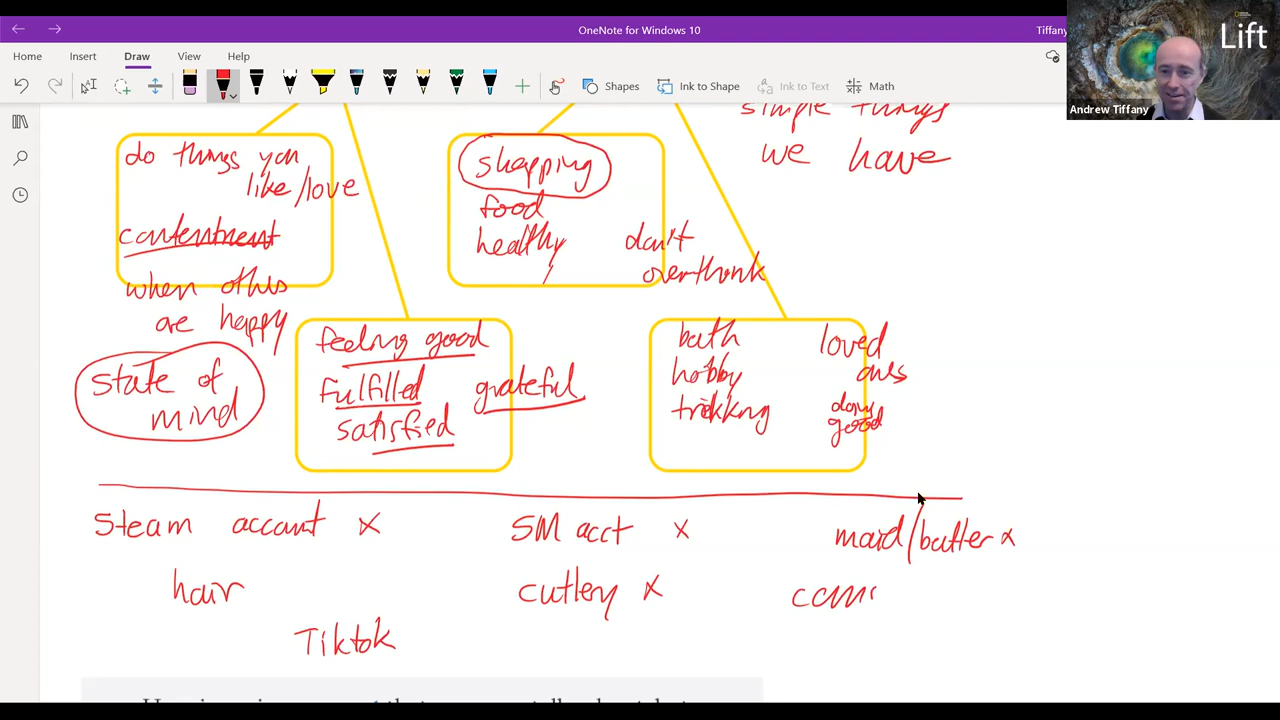 OneNote for Windows 10
Tiffany
Home Insert Draw View Help
Shapes Ink to Shape Ink to Text Math
Lift
Andrew Tiffany
simple things
we have
do things you
like/love
contentment
when others
are happy
shopping
food
healthy
don't
overthink
state of
mind
feeling good
fulfilled
satisfied
grateful
bath
hobby
trekking
loved
ones
doing
good
Steam account x
SM acct x
maid/butler x
hair
cutlery x
Tiktok